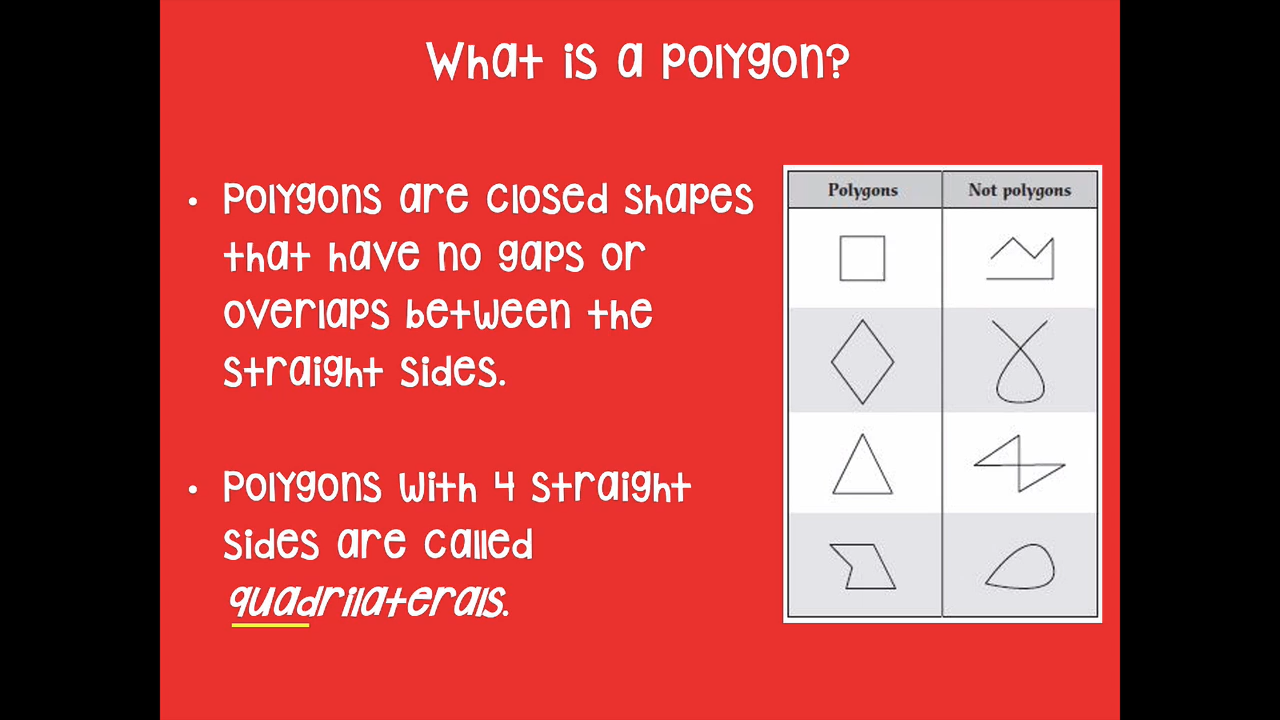 What is a polygon?
• Polygons are closed shapes
that have no gaps or
overlaps between the
straight sides.
• Polygons with 4 straight
sides are called
quadrilaterals.
Polygons
Not polygons